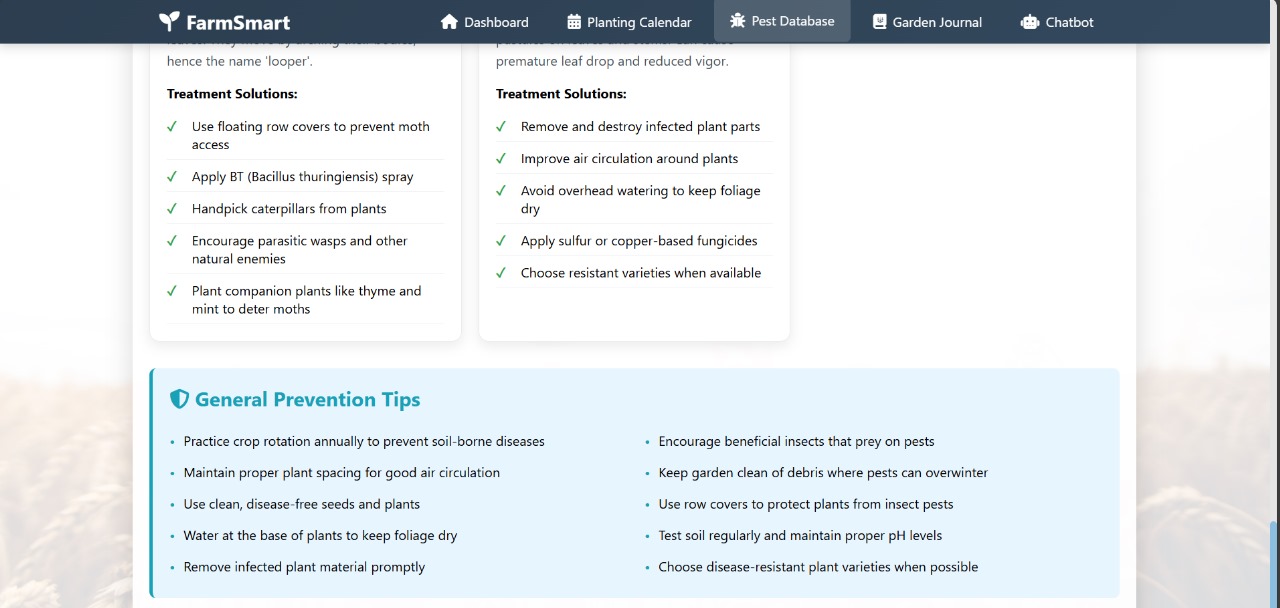 FarmSmart
Dashboard
Planting Calendar
Pest Database
Garden Journal
Chatbot
hence the name 'looper'.
Treatment Solutions:
Use floating row covers to prevent moth
access
Apply BT (Bacillus thuringiensis) spray
Handpick caterpillars from plants
Encourage parasitic wasps and other
natural enemies
Plant companion plants like thyme and
mint to deter moths
premature leaf drop and reduced vigor.
Treatment Solutions:
Remove and destroy infected plant parts
Improve air circulation around plants
Avoid overhead watering to keep foliage
dry
Apply sulfur or copper-based fungicides
Choose resistant varieties when available
General Prevention Tips
• Practice crop rotation annually to prevent soil-borne diseases
• Maintain proper plant spacing for good air circulation
• Use clean, disease-free seeds and plants
• Water at the base of plants to keep foliage dry
• Remove infected plant material promptly
• Encourage beneficial insects that prey on pests
• Keep garden clean of debris where pests can overwinter
• Use row covers to protect plants from insect pests
• Test soil regularly and maintain proper pH levels
• Choose disease-resistant plant varieties when possible